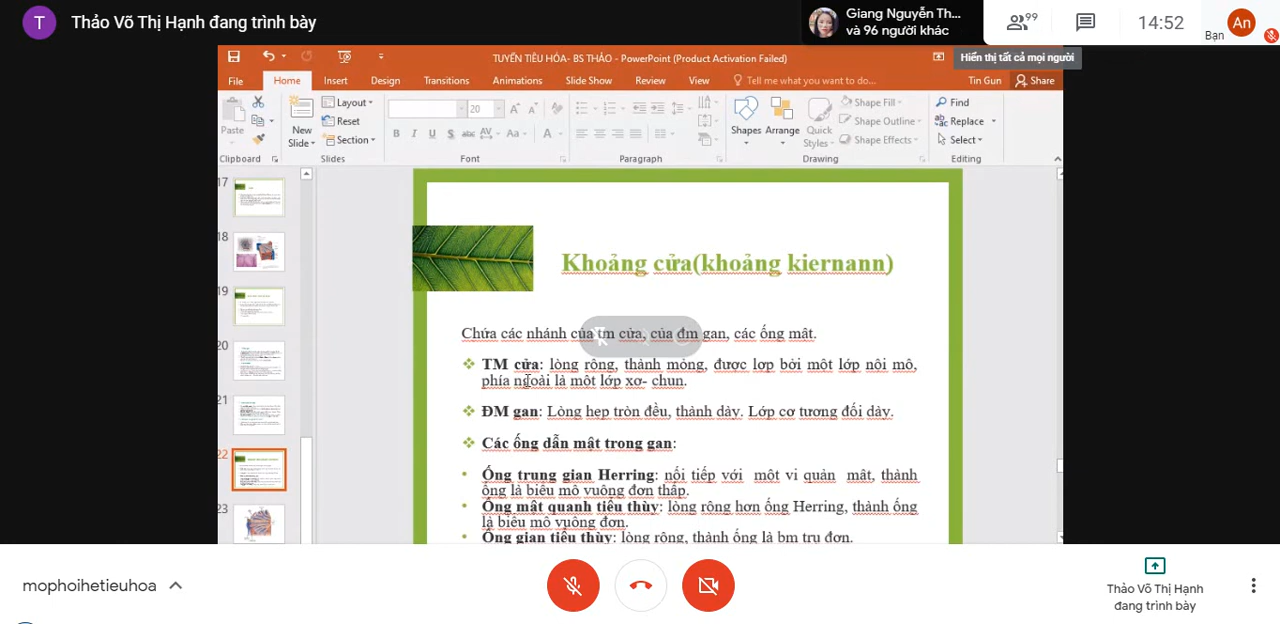 T Thảo Võ Thị Hạnh đang trình bày
Giang Nguyễn Th...
và 96 người khác
99
14:52
Bạn
An
Hiển thị tất cả mọi người
TUYẾN TIÊU HÓA- BS THẢO - PowerPoint (Product Activation Failed)
File Home Insert Design Transitions Animations Slide Show Review View Tell me what you want to do... Tin Gun Share
Paste
New
Slide
Layout
Reset
Section
20
A A
B I U S abc AV Aa A
Shapes
Arrange
Quick
Styles
Shape Fill
Shape Outline
Shape Effects
Find
Replace
Select
Clipboard Slides Font Paragraph Drawing Editing
17
18
19
20
21
22
23
Khoảng cửa(khoảng kiernann)
Chứa các nhánh của tm cửa, của đm gan, các ống mật.
❖ TM cửa: lòng rộng, thành mỏng, được lợp bởi một lớp nội mô,
phía ngoài là một lớp xơ- chun.
❖ ĐM gan: Lòng hẹp tròn đều, thành dày. Lớp cơ tương đối dày.
❖ Các ống dẫn mật trong gan:
• Ống trung gian Herring: nối tiếp với một vi quản mật, thành
ống là biểu mô vuông đơn thấp.
• Ống mật quanh tiểu thùy: lòng rộng hơn ống Herring, thành ống
là biểu mô vuông đơn.
• Ống gian tiểu thùy: lòng rộng, thành ống là bm trụ đơn.
mophoihetieuhoa
Thảo Võ Thị Hạnh
đang trình bày